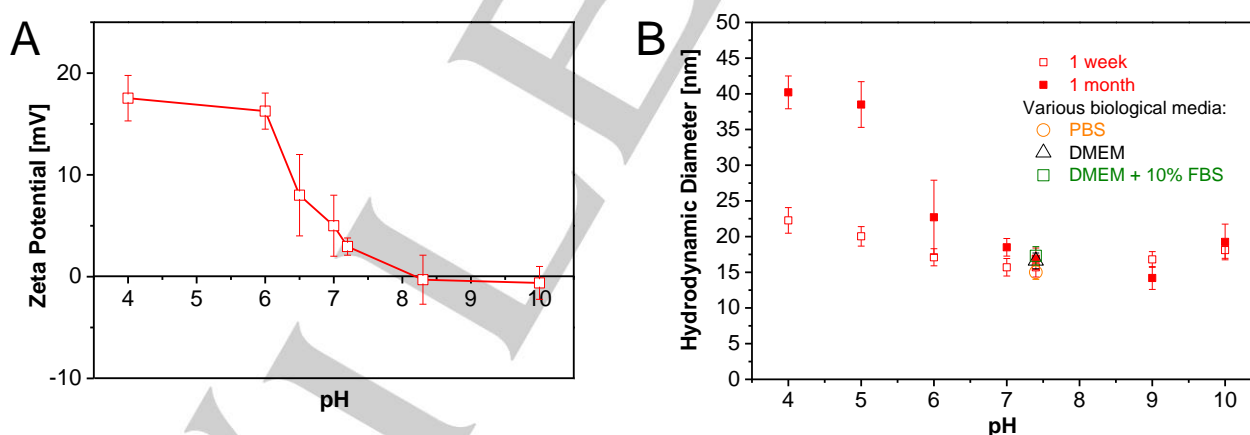 A
Zeta Potential [mV]
20
10
0
-10
4 5 6 7 8 9 10
pH
B
Hydrodynamic Diameter [nm]
50
45
40
35
30
25
20
15
10
5
0
4 5 6 7 8 9 10
pH
1 week
1 month
Various biological media:
PBS
DMEM
DMEM + 10% FBS